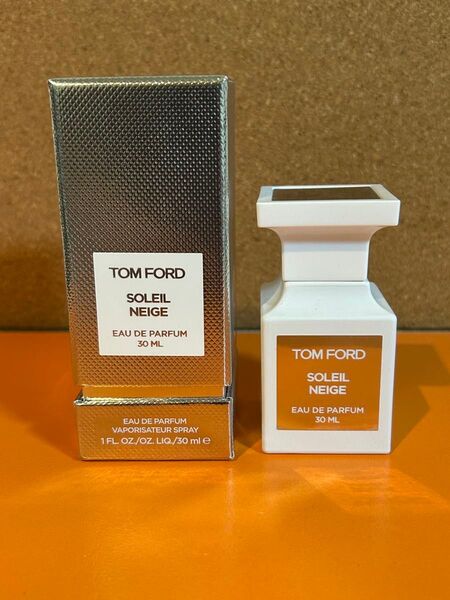 TOM FORD
SOLEIL
NEIGE
EAU DE PARFUM
30 ML
EAU DE PARFUM
VAPORISATEUR SPRAY
1 FL. OZ./OZ. LIQ./30 ml ℮
TOM FORD
SOLEIL
NEIGE
EAU DE PARFUM
30 ML